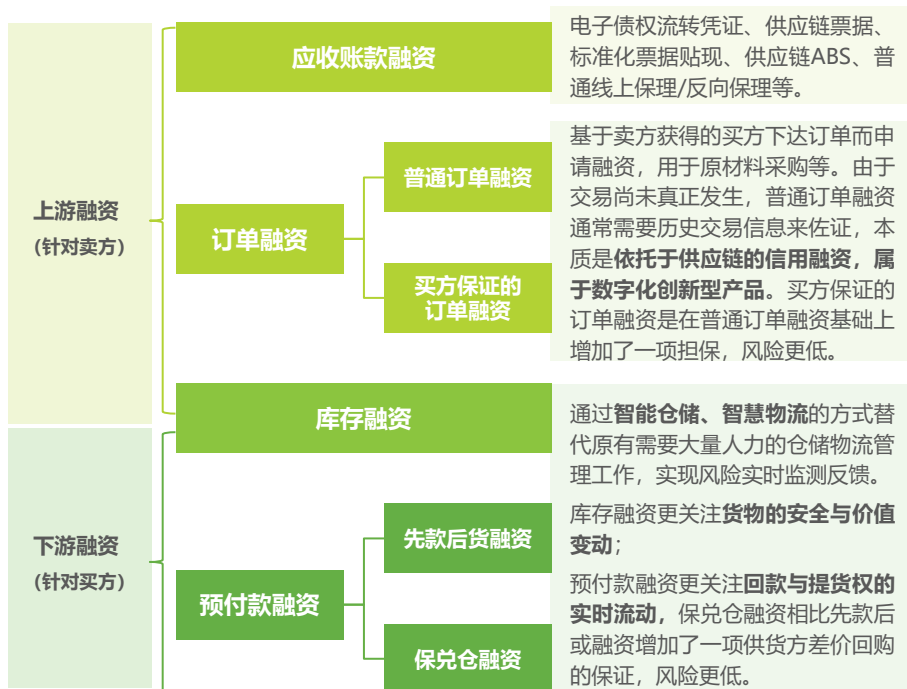 上游融资
(针对卖方)
应收账款融资
电子债权流转凭证、供应链票据、
标准化票据贴现、供应链ABS、普
通线上保理/反向保理等。
订单融资
普通订单融资
买方保证的
订单融资
基于卖方获得的买方下达订单而申
请融资，用于原材料采购等。由于
交易尚未真正发生，普通订单融资
通常需要历史交易信息来佐证，本
质是依托于供应链的信用融资，属
于数字化创新型产品。买方保证的
订单融资是在普通订单融资基础上
增加了一项担保，风险更低。
库存融资
通过智能仓储、智慧物流的方式替
代原有需要大量人力的仓储物流管
理工作，实现风险实时监测反馈。
下游融资
(针对买方)
预付款融资
先款后货融资
保兑仓融资
库存融资更关注货物的安全与价值
变动；
预付款融资更关注回款与提货权的
实时流动，保兑仓融资相比先款后
或融资增加了一项供货方差价回购
的保证，风险更低。